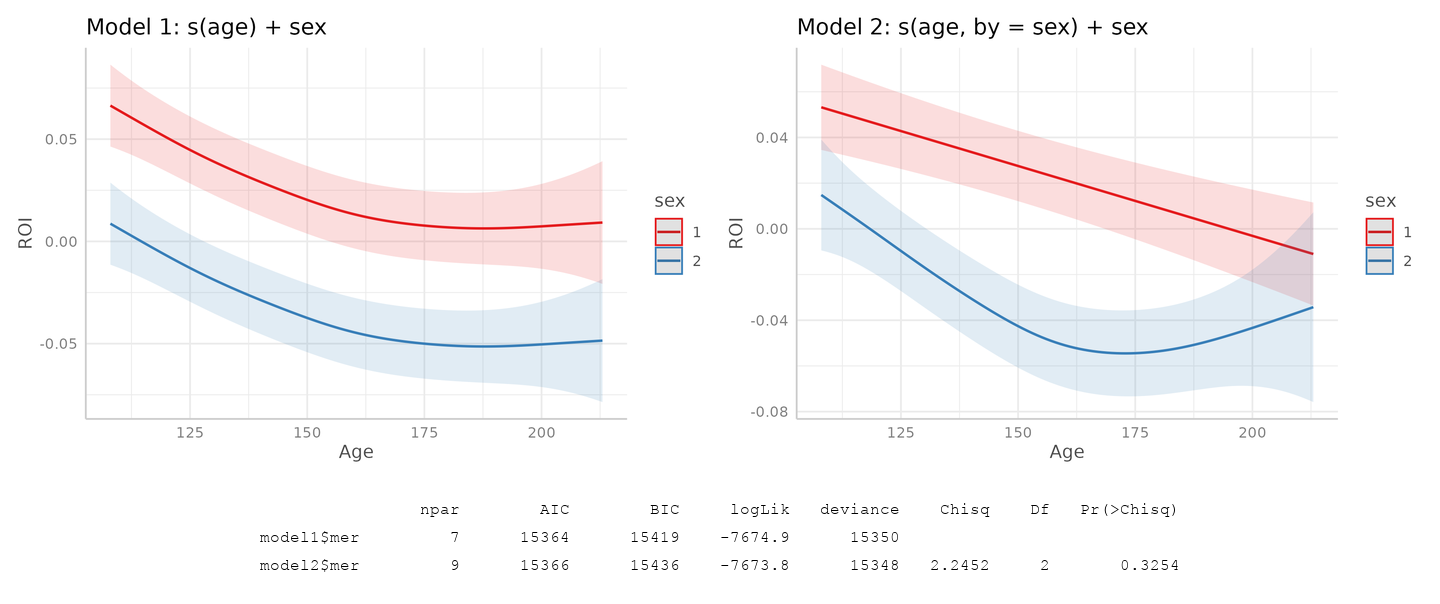 Model 1: s(age) + sex
ROI
0.05
0.00
-0.05
125 150 175 200
Age
sex
1
2
Model 2: s(age, by = sex) + sex
ROI
0.04
0.00
-0.04
-0.08
125 150 175 200
Age
sex
1
2
npar AIC BIC logLik deviance Chisq Df Pr(>Chisq)
model1$mer 7 15364 15419 -7674.9 15350
model2$mer 9 15366 15436 -7673.8 15348 2.2452 2 0.3254